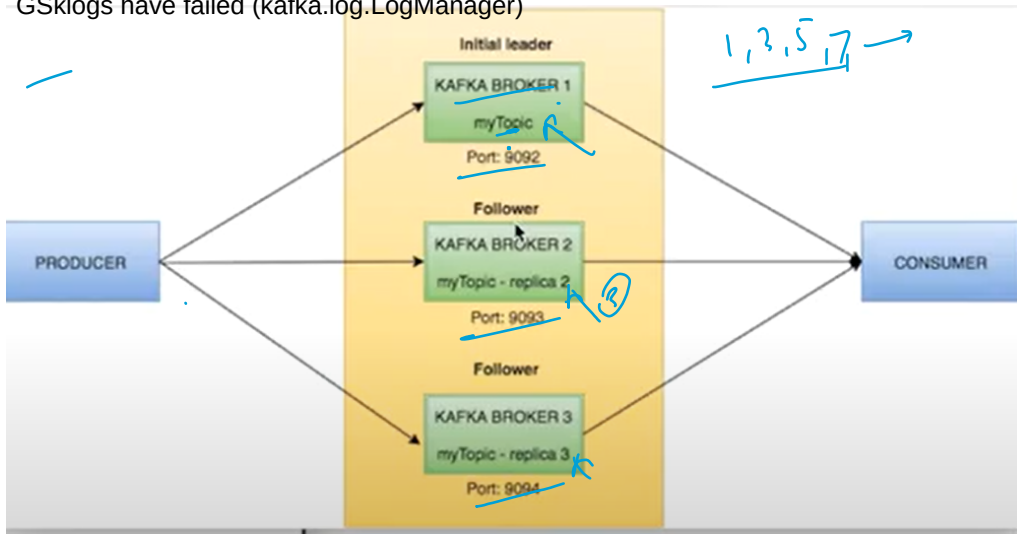 GSklogs have failed (kafka.log.LogManager)
Initial leader
1, 3, 5, 7
KAFKA BROKER 1
myTopic
Port: 9092
Follower
KAFKA BROKER 2
PRODUCER
CONSUMER
myTopic - replica 2
3
Port: 9093
Follower
KAFKA BROKER 3
myTopic - replica 3
Port: 9094